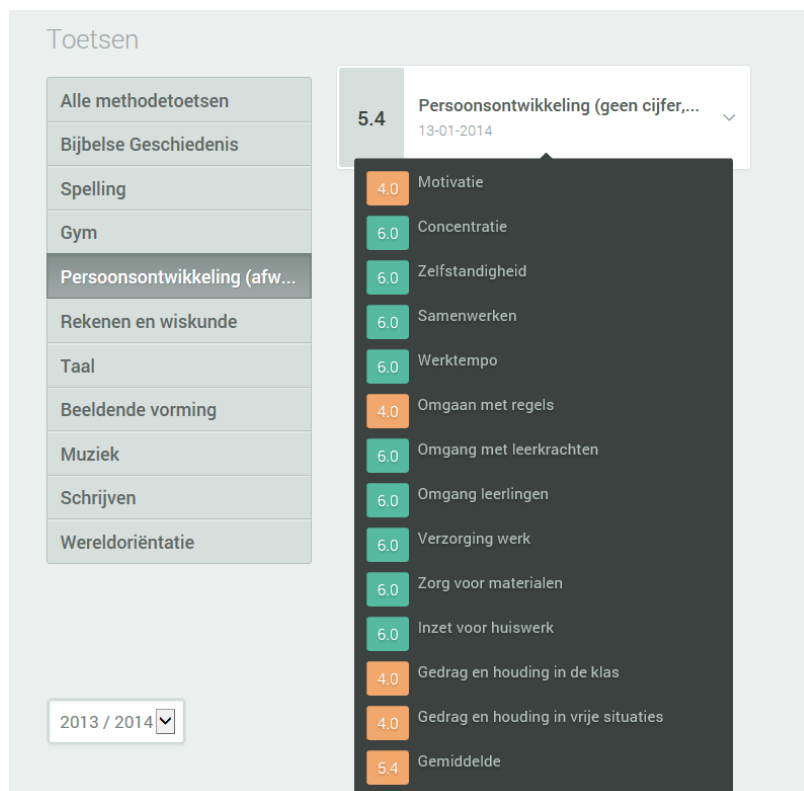 Toetsen
Alle methodetoetsen
Bijbelse Geschiedenis
Spelling
Gym
Persoonsontwikkeling (afw...
Rekenen en wiskunde
Taal
Beeldende vorming
Muziek
Schrijven
Wereldoriëntatie
2013 / 2014
5.4 Persoonsontwikkeling (geen cijfer,...
13-01-2014
4.0 Motivatie
6.0 Concentratie
6.0 Zelfstandigheid
6.0 Samenwerken
6.0 Werktempo
4.0 Omgaan met regels
6.0 Omgang met leerkrachten
6.0 Omgang leerlingen
6.0 Verzorging werk
6.0 Zorg voor materialen
6.0 Inzet voor huiswerk
4.0 Gedrag en houding in de klas
4.0 Gedrag en houding in vrije situaties
5.4 Gemiddelde